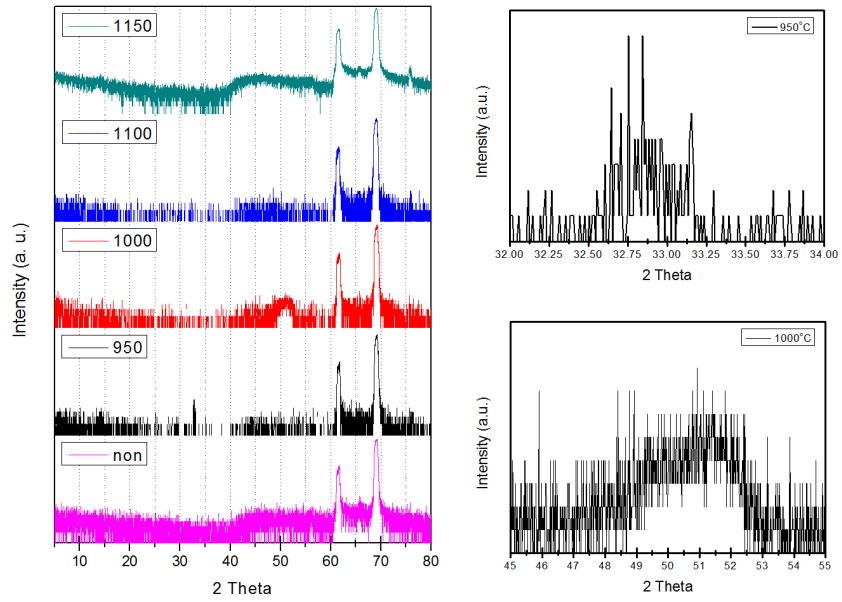 1150
1100
1000
950
non
Intensity (a. u.)
10 20 30 40 50 60 70 80
2 Theta
950°C
Intensity (a.u.)
32.00 32.25 32.50 32.75 33.00 33.25 33.50 33.75 34.00
2 Theta
1000°C
Intensity (a.u.)
45 46 47 48 49 50 51 52 53 54 55
2 Theta